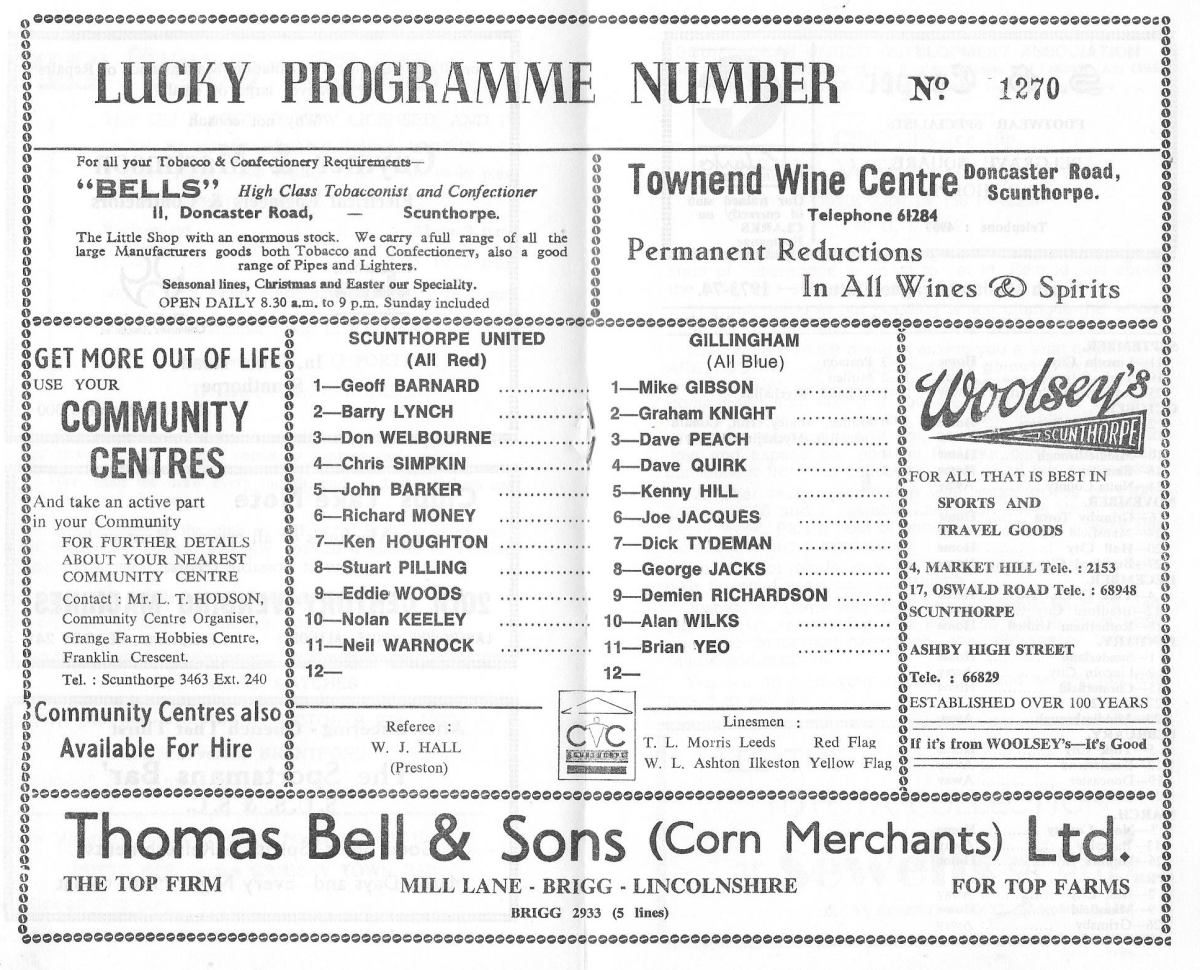 LUCKY PROGRAMME NUMBER Nº 1270
For all your Tobacco & Confectionery Requirements—
"BELLS" High Class Tobacconist and Confectioner
11, Doncaster Road, — Scunthorpe.
The Little Shop with an enormous stock. We carry afull range of all the
large Manufacturers goods both Tobacco and Confectionery, also a good
range of Pipes and Lighters.
Seasonal lines, Christmas and Easter our Speciality.
OPEN DAILY 8.30 a.m. to 9 p.m. Sunday included
Townend Wine Centre Doncaster Road,
Scunthorpe.
Telephone 61284
Permanent Reductions
In All Wines & Spirits
GET MORE OUT OF LIFE
USE YOUR
COMMUNITY
CENTRES
And take an active part
in your Community
FOR FURTHER DETAILS
ABOUT YOUR NEAREST
COMMUNITY CENTRE
Contact : Mr. L. T. HODSON,
Community Centre Organiser,
Grange Farm Hobbies Centre,
Franklin Crescent.
Tel. : Scunthorpe 3463 Ext. 240
Community Centres also
Available For Hire
SCUNTHORPE UNITED
(All Red)
1—Geoff BARNARD
2—Barry LYNCH
3—Don WELBOURNE
4—Chris SIMPKIN
5—John BARKER
6—Richard MONEY
7—Ken HOUGHTON
8—Stuart PILLING
9—Eddie WOODS
10—Nolan KEELEY
11—Neil WARNOCK
12—
Referee :
W. J. HALL
(Preston)
GILLINGHAM
(All Blue)
1—Mike GIBSON
2—Graham KNIGHT
3—Dave PEACH
4—Dave QUIRK
5—Kenny HILL
6—Joe JACQUES
7—Dick TYDEMAN
8—George JACKS
9—Demien RICHARDSON
10—Alan WILKS
11—Brian YEO
12—
CVC
Linesmen :
T. L. Morris Leeds Red Flag
W. L. Ashton Ilkeston Yellow Flag
Woolsey's
SCUNTHORPE
FOR ALL THAT IS BEST IN
SPORTS AND
TRAVEL GOODS
4, MARKET HILL Tele. : 2153
17, OSWALD ROAD Tele. : 68948
SCUNTHORPE
ASHBY HIGH STREET
Tele. : 66829
ESTABLISHED OVER 100 YEARS
If it's from WOOLSEY's—It's Good
Thomas Bell & Sons (Corn Merchants) Ltd.
THE TOP FIRM MILL LANE - BRIGG - LINCOLNSHIRE FOR TOP FARMS
BRIGG 2933 (5 lines)